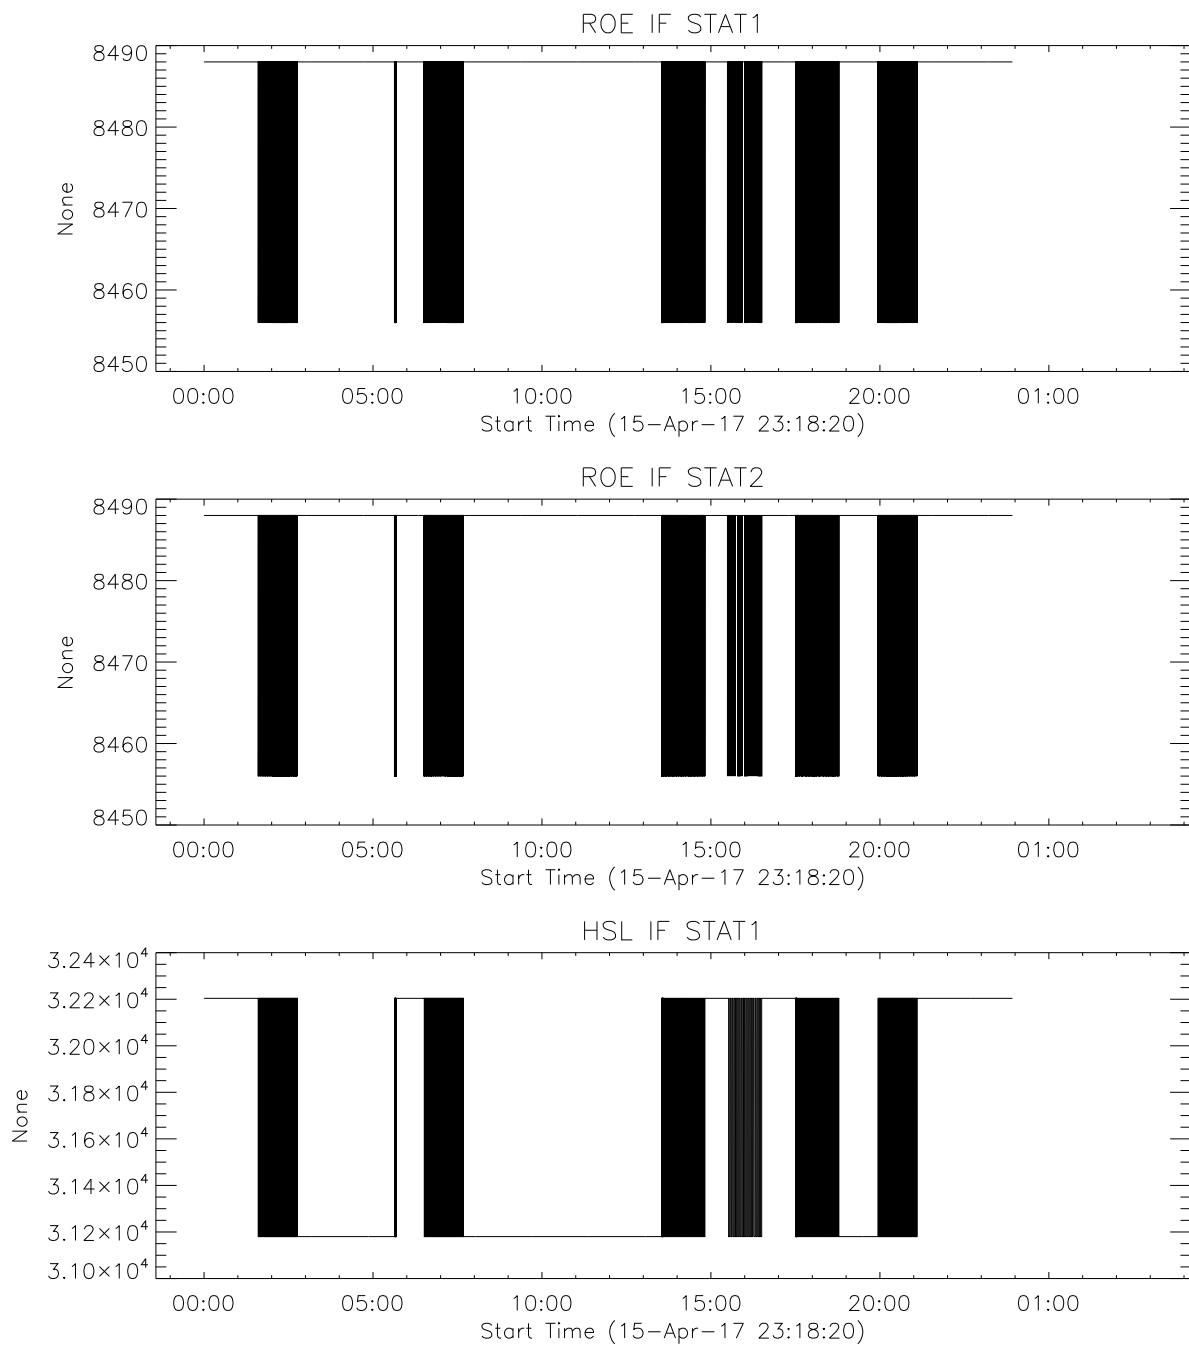 ROE IF STAT1
8490
8480
8470
8460
8450
None
00:00 05:00 10:00 15:00 20:00 01:00
Start Time (15-Apr-17 23:18:20)
ROE IF STAT2
8490
8480
8470
8460
8450
None
00:00 05:00 10:00 15:00 20:00 01:00
Start Time (15-Apr-17 23:18:20)
HSL IF STAT1
3.24×10⁴
3.22×10⁴
3.20×10⁴
3.18×10⁴
3.16×10⁴
3.14×10⁴
3.12×10⁴
3.10×10⁴
None
00:00 05:00 10:00 15:00 20:00 01:00
Start Time (15-Apr-17 23:18:20)